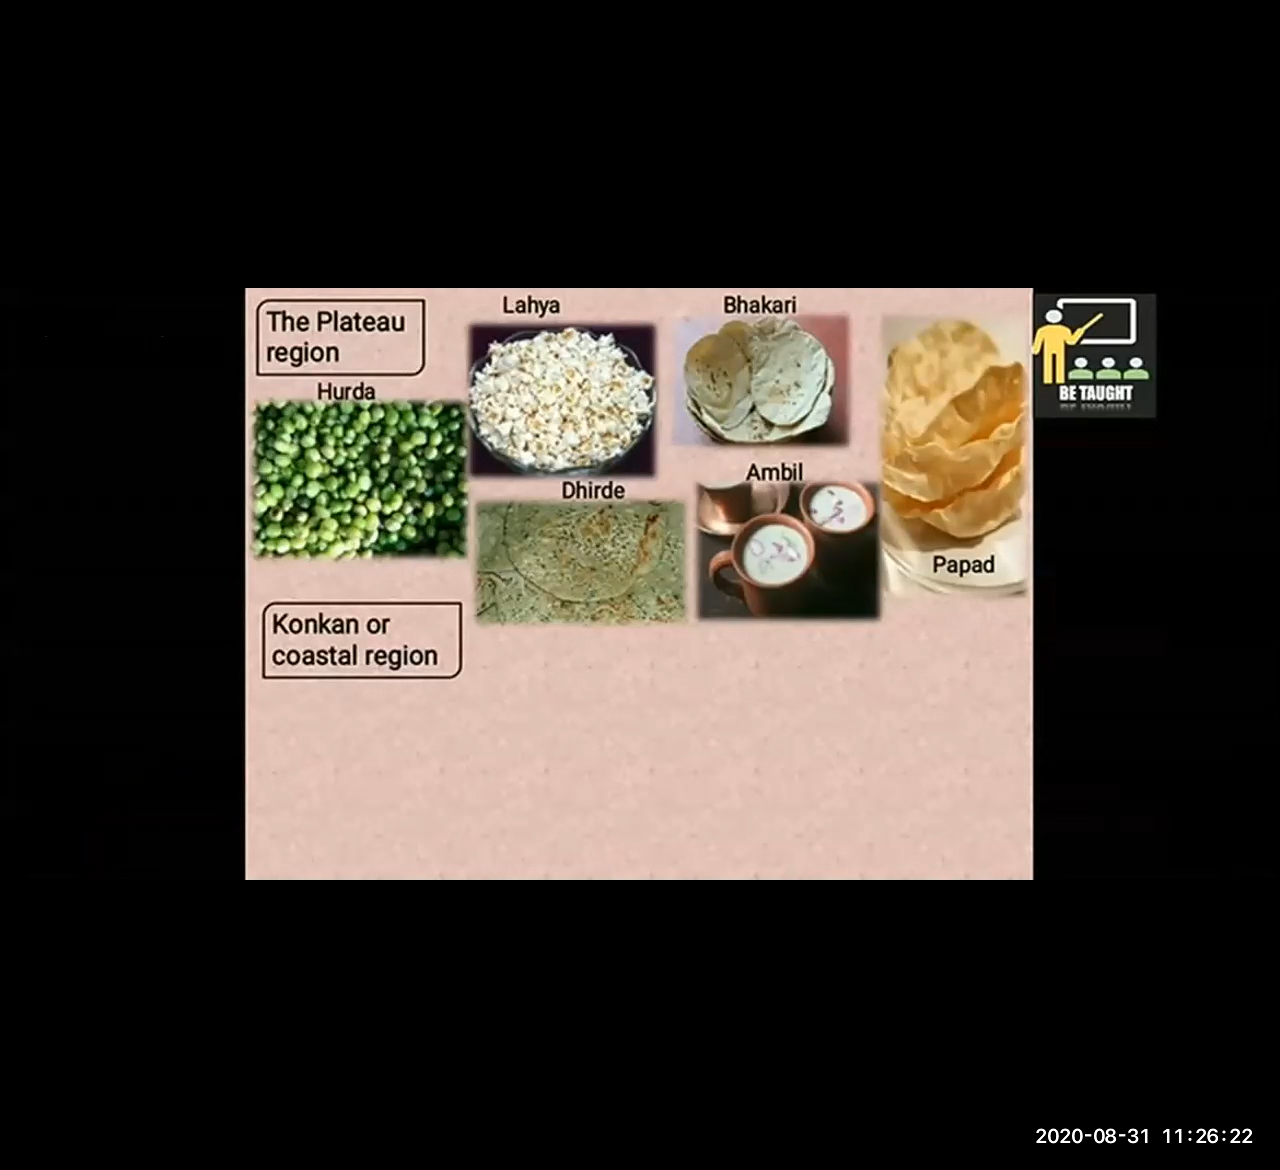 The Plateau
region
Lahya
Bhakari
Hurda
Dhirde
Ambil
Papad
Konkan or
coastal region
BE TAUGHT
2020-08-31 11:26:22